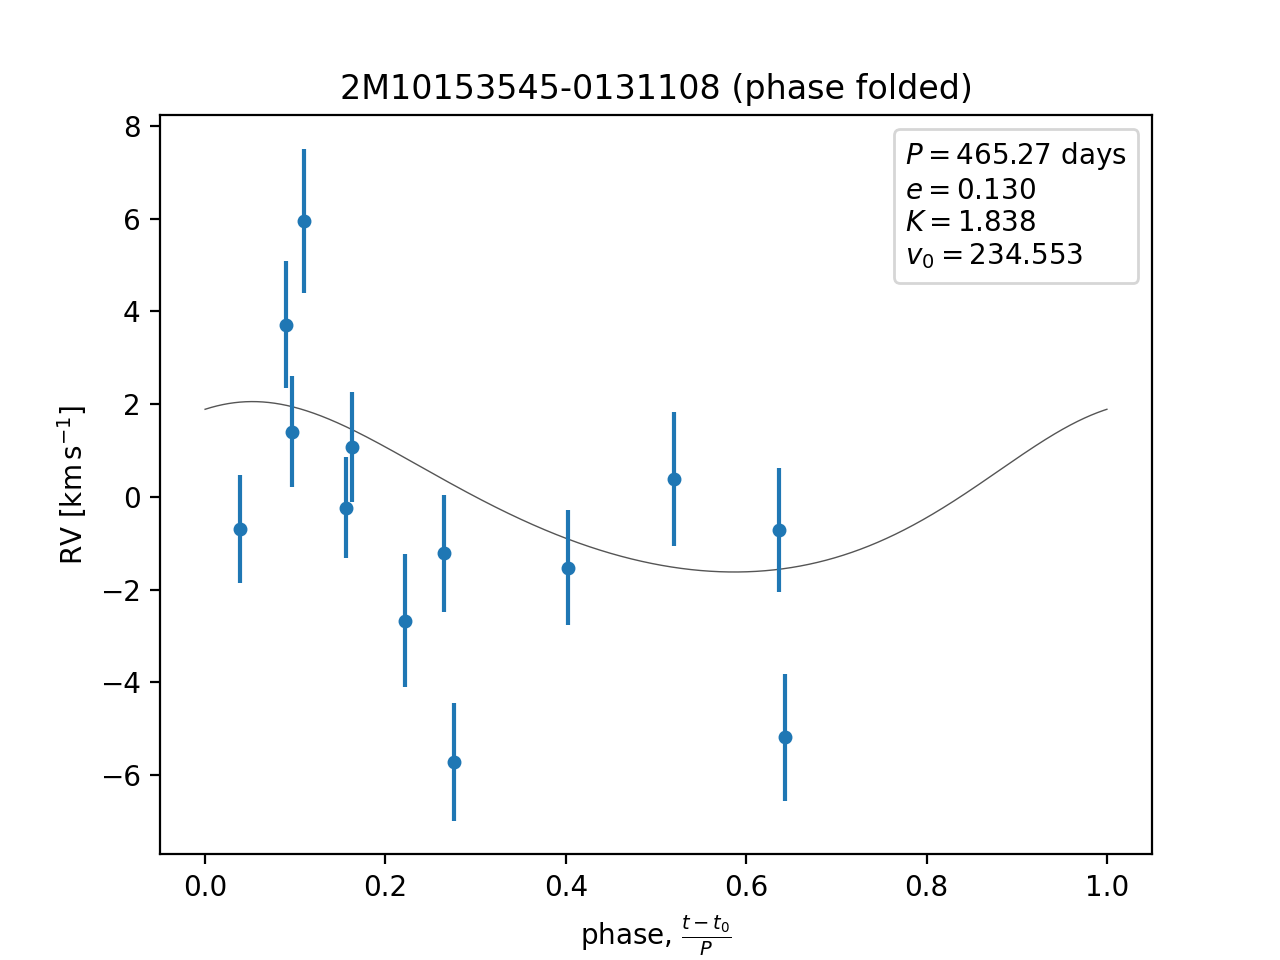 2M10153545-0131108 (phase folded)
P = 465.27 days
e = 0.130
K = 1.838
v₀ = 234.553
8
6
4
2
0
−2
−4
−6
RV [km s⁻¹]
0.0 0.2 0.4 0.6 0.8 1.0
phase, (t − t₀)/P